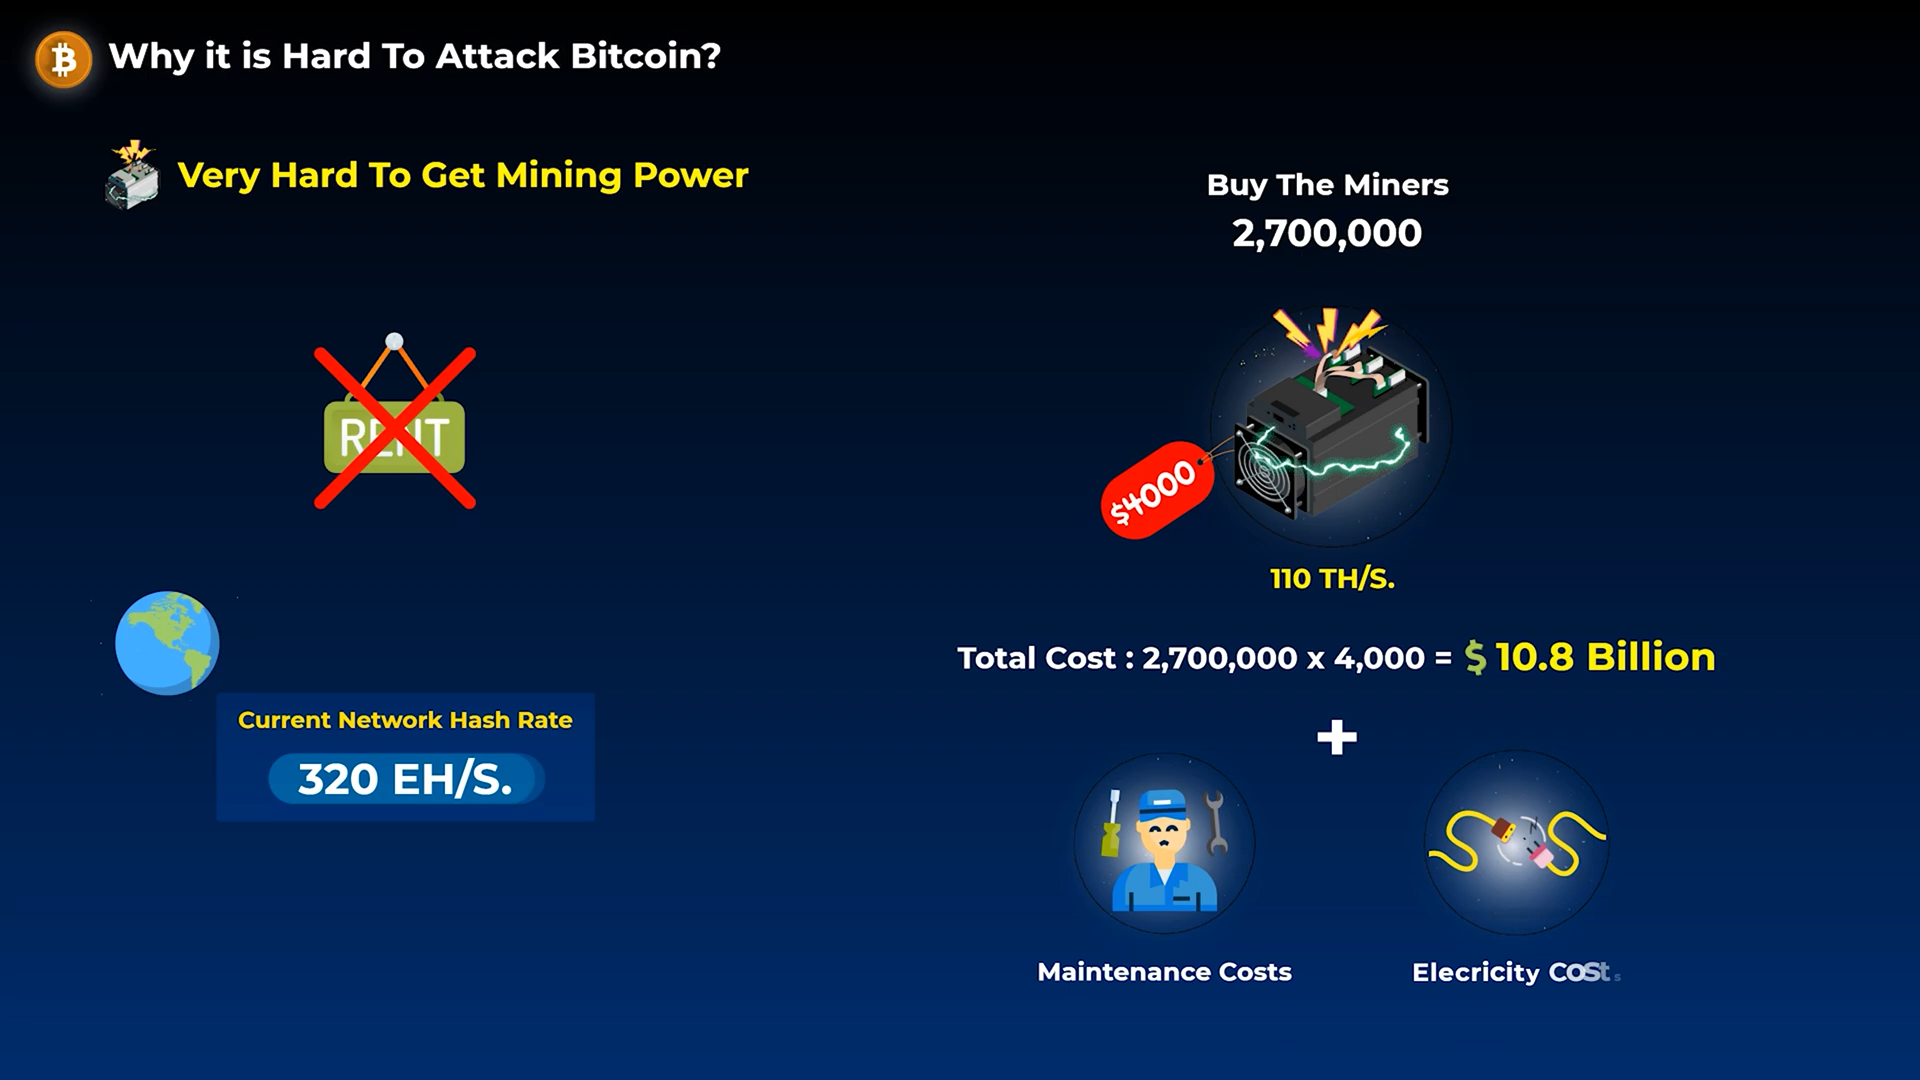 Why it is Hard To Attack Bitcoin?
Very Hard To Get Mining Power
RENT
Current Network Hash Rate
320 EH/S.
Buy The Miners
2,700,000
$4000
110 TH/S.
Total Cost : 2,700,000 x 4,000 = $ 10.8 Billion
+
Maintenance Costs
Elecricity Costs